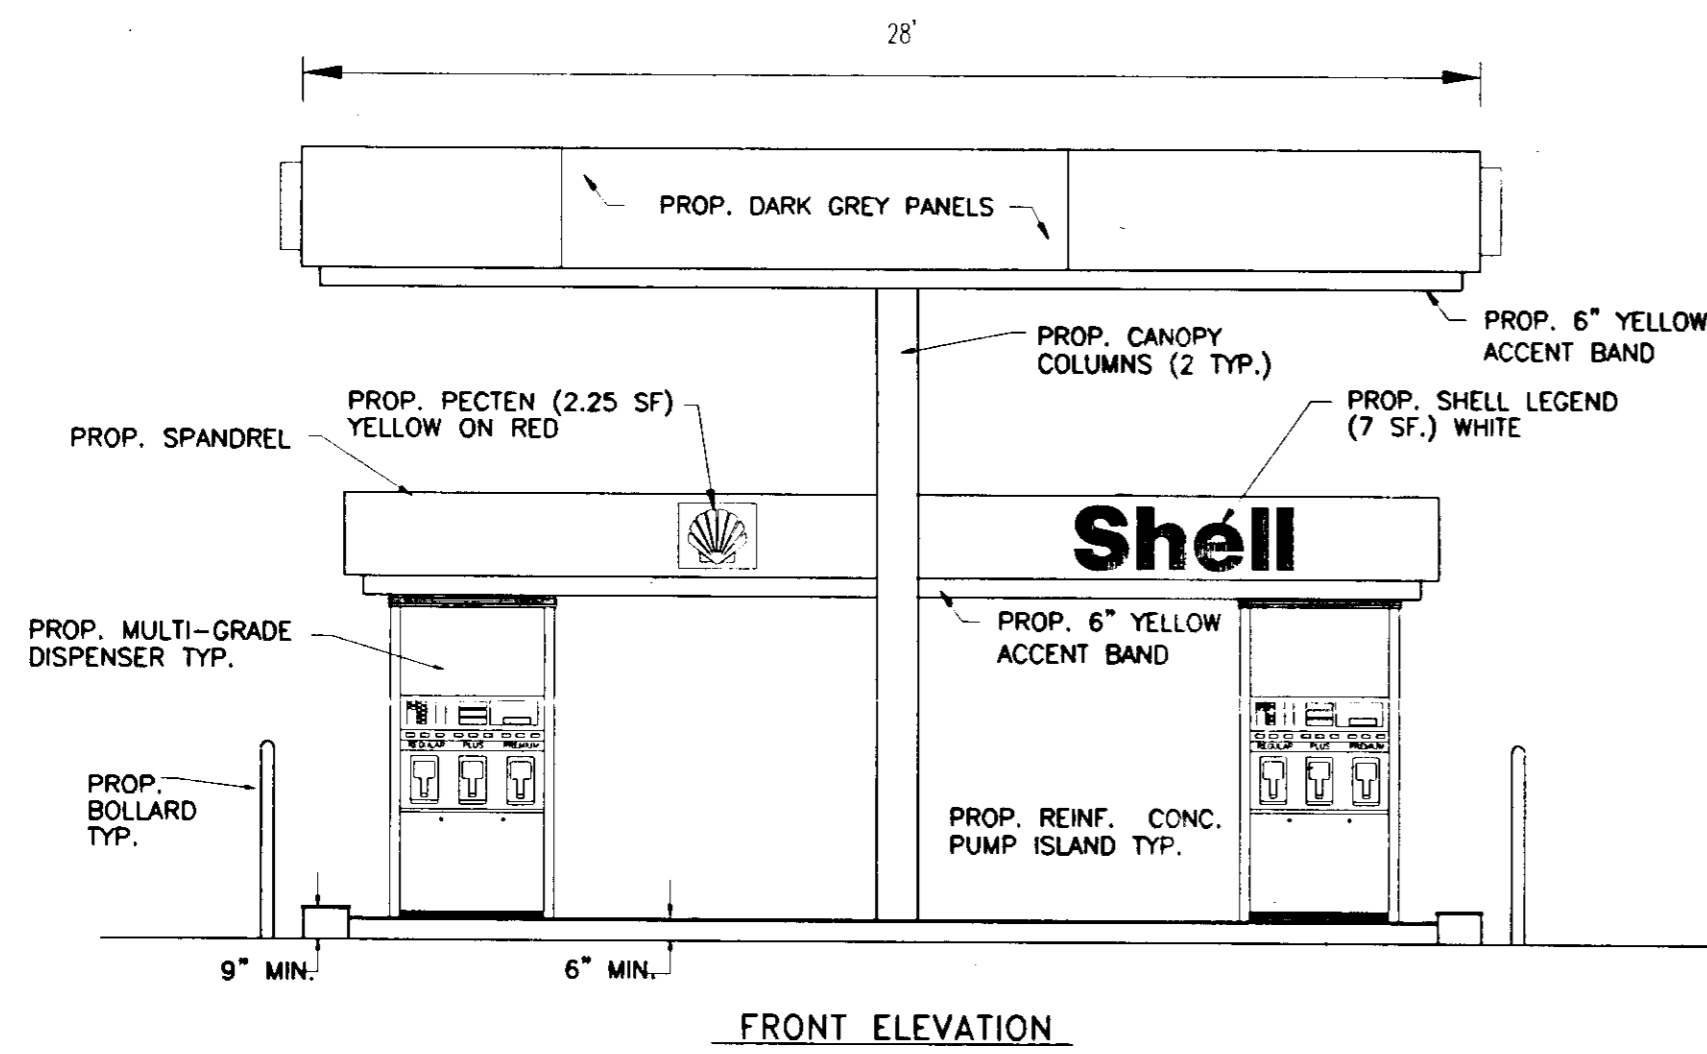 28'
PROP. DARK GREY PANELS
PROP. 6" YELLOW
ACCENT BAND
PROP. CANOPY
COLUMNS (2 TYP.)
PROP. PECTEN (2.25 SF)
YELLOW ON RED
PROP. SHELL LEGEND
(7 SF.) WHITE
PROP. SPANDREL
Shell
PROP. 6" YELLOW
ACCENT BAND
PROP. MULTI-GRADE
DISPENSER TYP.
REGULAR PLUS PREMIUM
REGULAR PLUS PREMIUM
PROP.
BOLLARD
TYP.
PROP. REINF. CONC.
PUMP ISLAND TYP.
9" MIN.
6" MIN.
FRONT ELEVATION